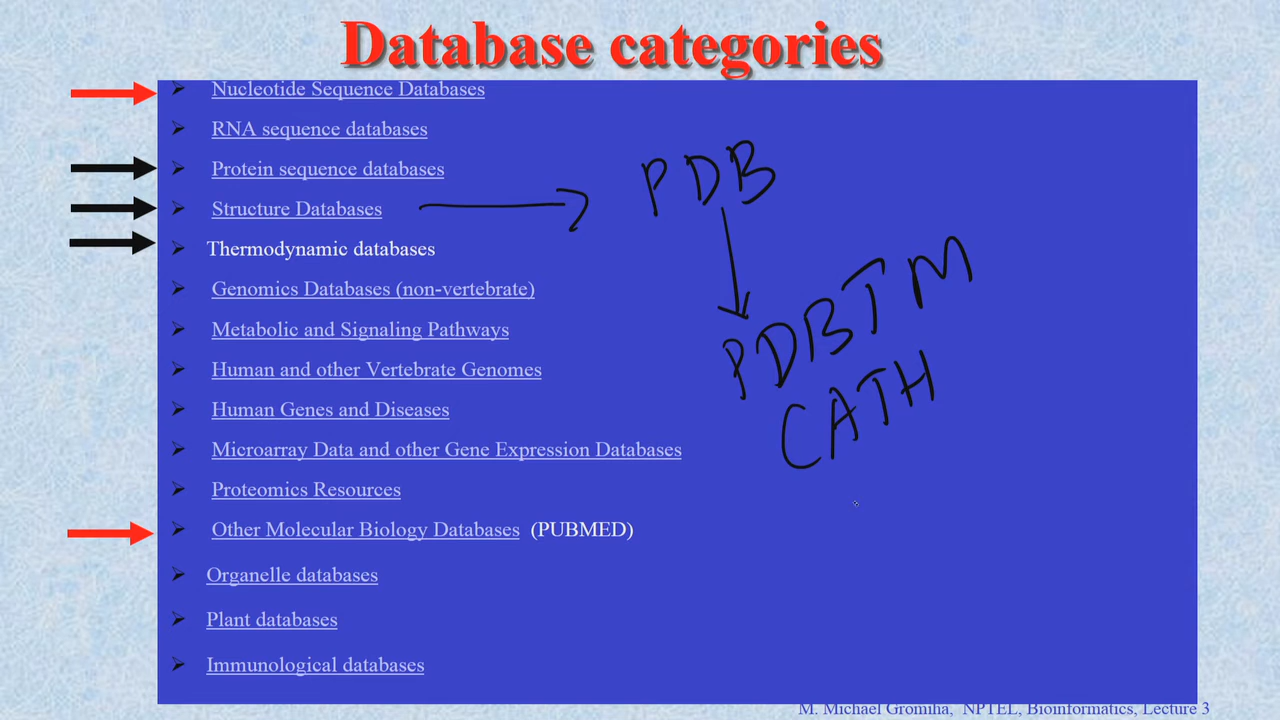 Database categories
Nucleotide Sequence Databases
RNA sequence databases
Protein sequence databases
Structure Databases
PDB
Thermodynamic databases
Genomics Databases (non-vertebrate)
PDBTM
Metabolic and Signaling Pathways
Human and other Vertebrate Genomes
CATH
Human Genes and Diseases
Microarray Data and other Gene Expression Databases
Proteomics Resources
Other Molecular Biology Databases (PUBMED)
Organelle databases
Plant databases
Immunological databases
M. Michael Gromiha, NPTEL, Bioinformatics, Lecture 3